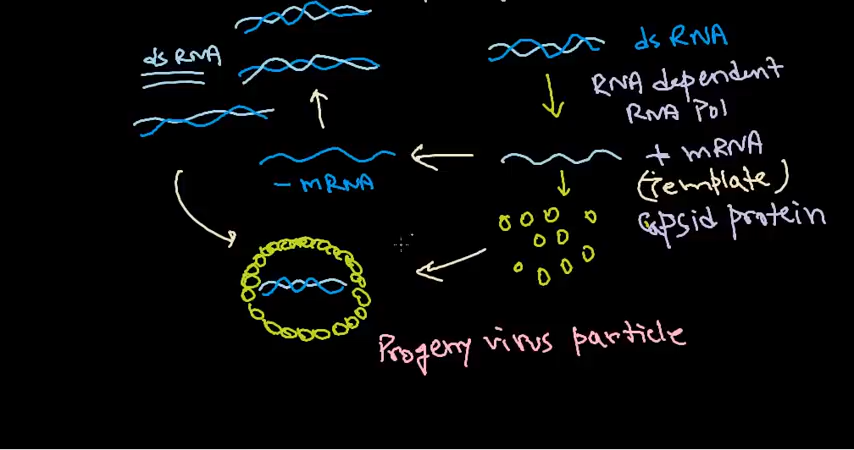 ds RNA
ds RNA
RNA dependent
RNA Pol
+ mRNA
- mRNA
(Template)
Capsid protein
Progeny virus particle